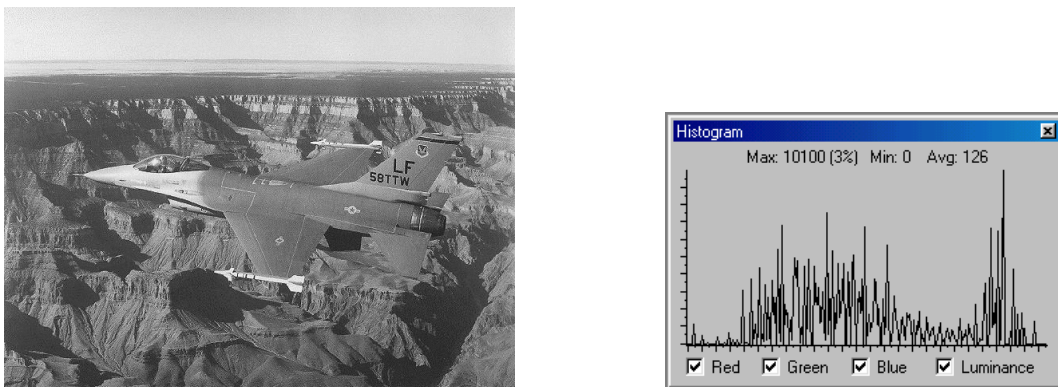 LF
58TTW
Histogram
Max: 10100 (3%) Min: 0 Avg: 126
Red Green Blue Luminance